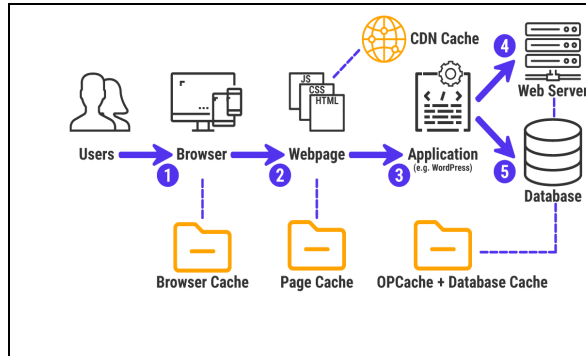 CDN Cache
4
JS
CSS
HTML
</>
Web Server
Users
Browser
Webpage
Application
(e.g. WordPress)
1
2
3
5
Database
Browser Cache
Page Cache
OPCache + Database Cache